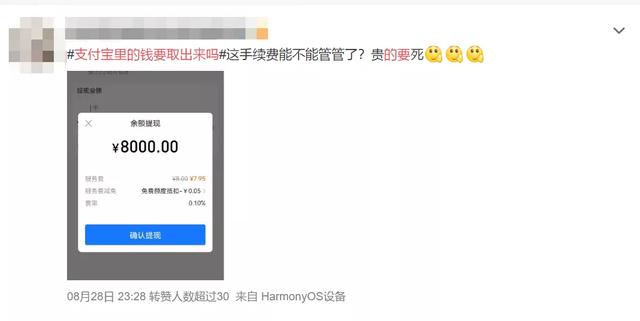 #支付宝里的钱要取出来吗#这手续费能不能管管了？贵的要死
提现金额
余额提现
¥8000.00
服务费 ¥8.00 ¥7.95
服务费减免 免费额度抵扣-¥0.05 >
费率 0.10%
确认提现
08月28日 23:28 转赞人数超过30 来自 HarmonyOS设备